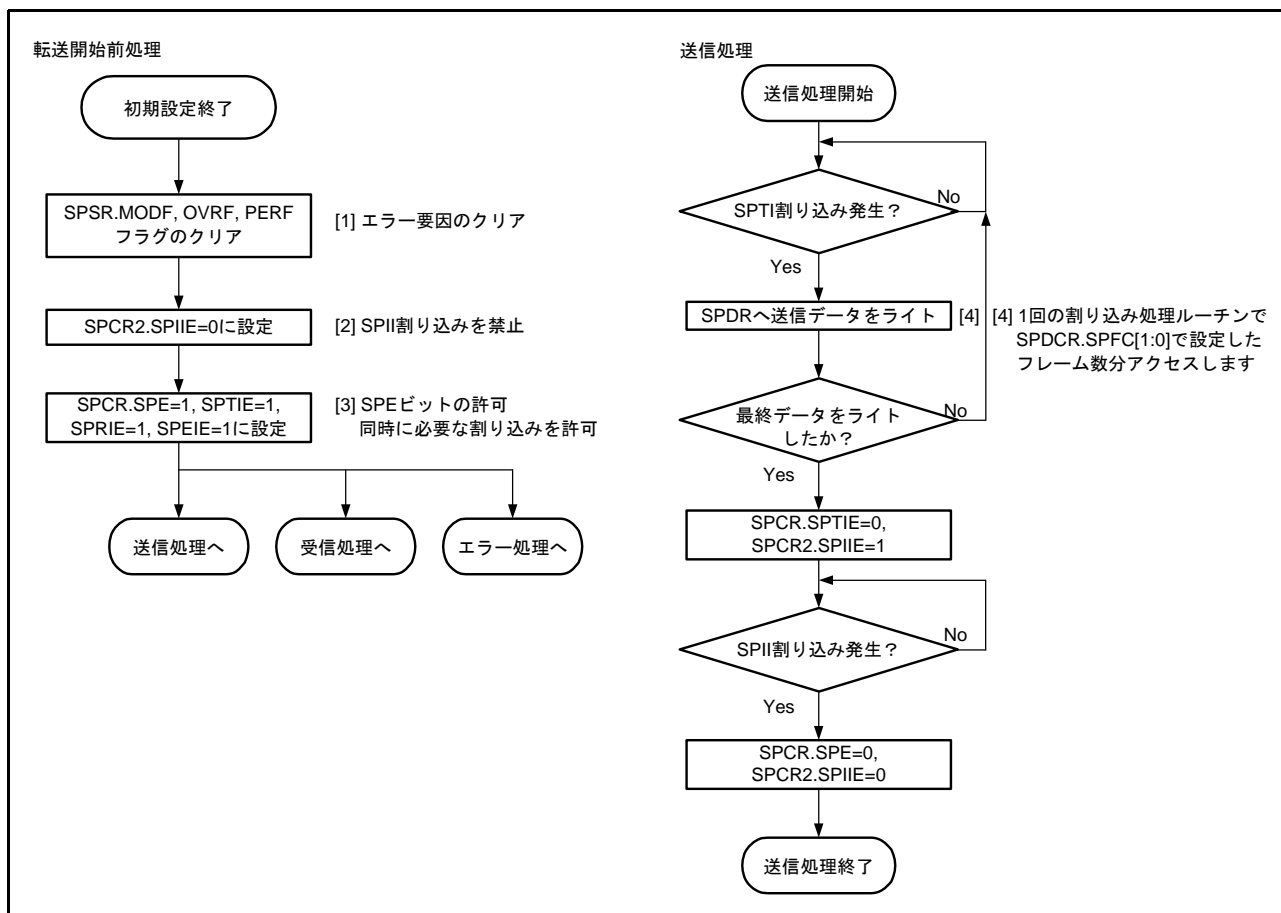 転送開始前処理
初期設定終了
SPSR.MODF, OVRF, PERF
フラグのクリア
[1] エラー要因のクリア
SPCR2.SPIIE=0に設定
[2] SPII割り込みを禁止
SPCR.SPE=1, SPTIE=1,
SPRIE=1, SPEIE=1に設定
[3] SPEビットの許可
同時に必要な割り込みを許可
送信処理へ
受信処理へ
エラー処理へ
送信処理
送信処理開始
SPTI割り込み発生？
No
Yes
SPDRへ送信データをライト
[4]
[4] 1回の割り込み処理ルーチンで
SPDCR.SPFC[1:0]で設定した
フレーム数分アクセスします
最終データをライト
したか？
No
Yes
SPCR.SPTIE=0,
SPCR2.SPIIE=1
SPII割り込み発生？
No
Yes
SPCR.SPE=0,
SPCR2.SPIIE=0
送信処理終了